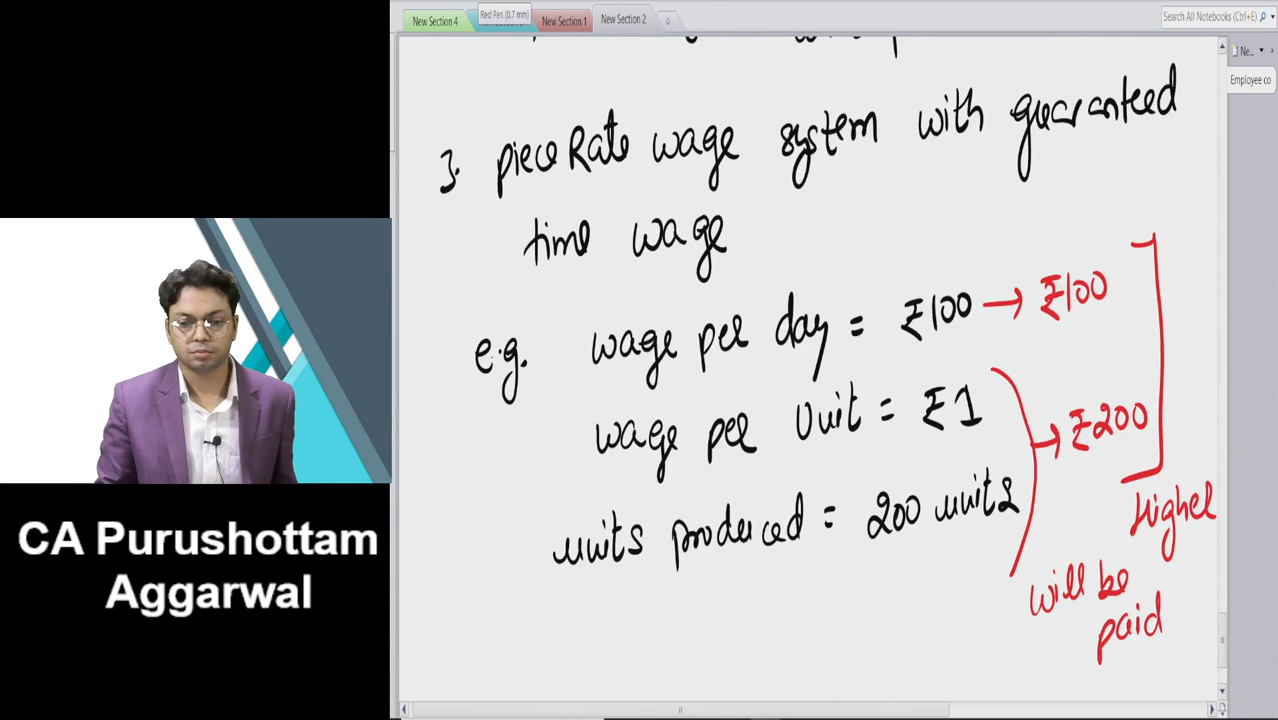 New Section 4
Red Pen (0.7 mm)
New Section 1
New Section 2
Search All Notebooks (Ctrl+E)
Ne...
Employee co
3. piece Rate wage system with guaranteed
time wage
e.g. wage per day = ₹100 → ₹100
wage per Unit = ₹1
→ ₹200
units produced = 200 units
Higher
will be
paid
CA Purushottam
Aggarwal